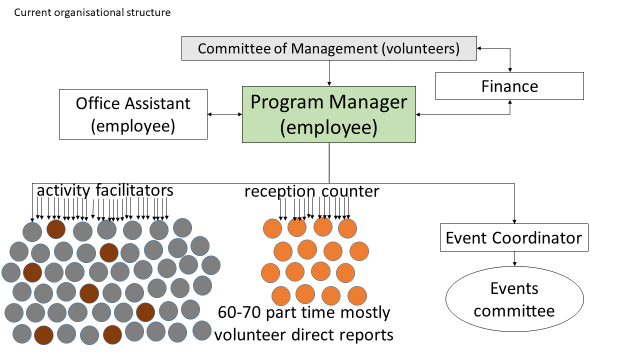 Current organisational structure
Committee of Management (volunteers)
Finance
Office Assistant
(employee)
Program Manager
(employee)
activity facilitators
reception counter
Event Coordinator
Events
committee
60-70 part time mostly
volunteer direct reports